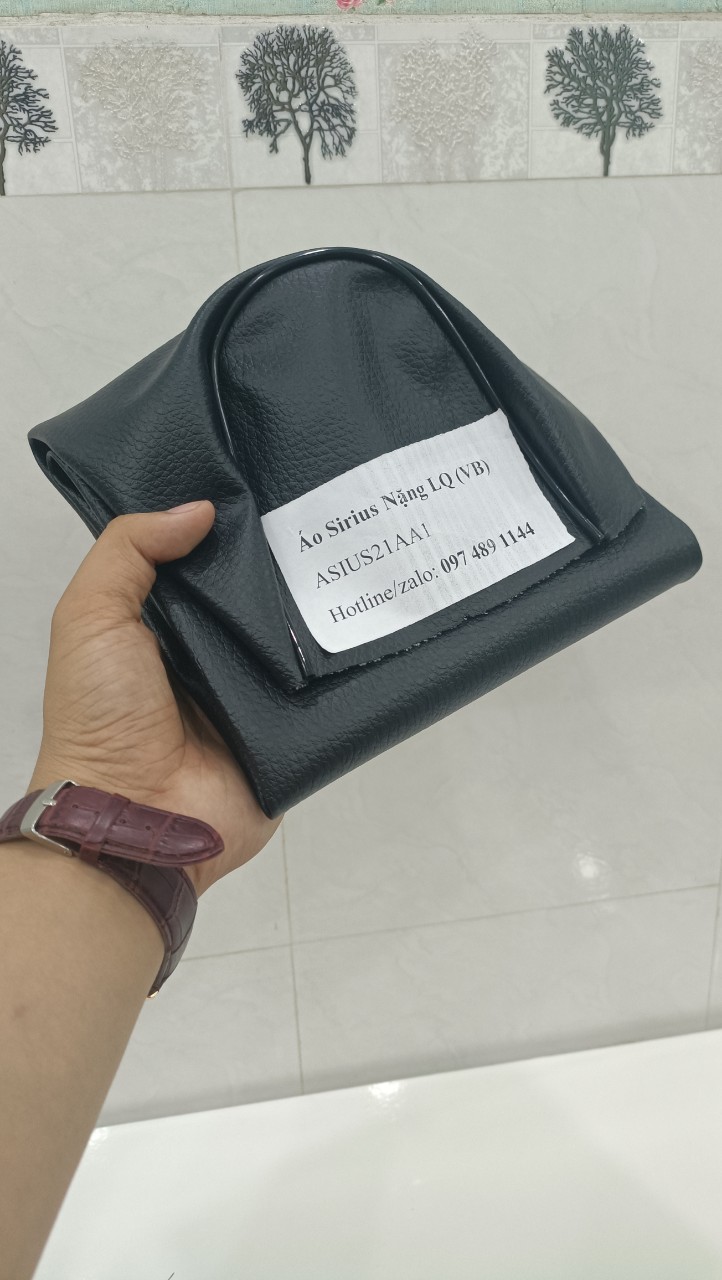 Áo Sirius Nặng LQ (VB)
ASIUS21AA1
Hotline/zalo: 097 489 1144